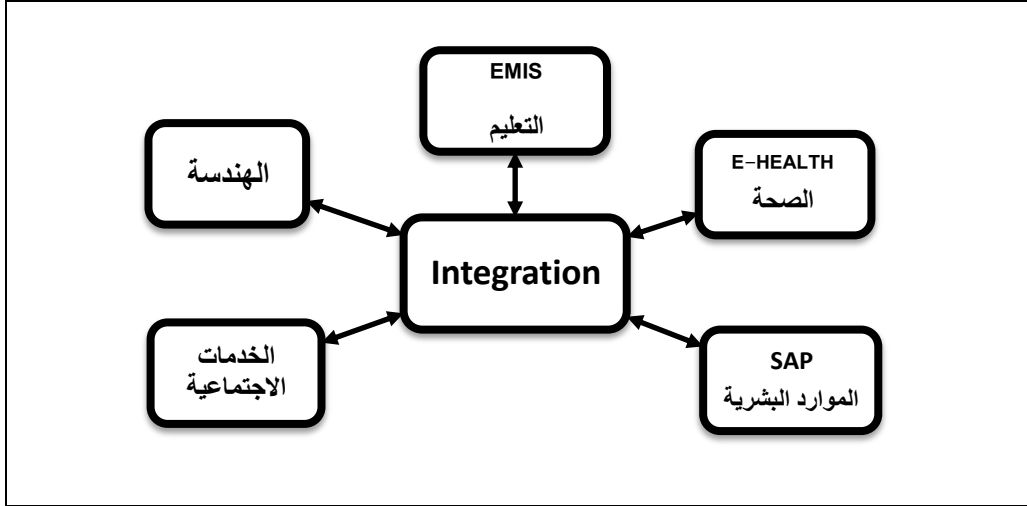 EMIS
التعليم
الهندسة
E-HEALTH
الصحة
Integration
الخدمات
الاجتماعية
SAP
الموارد البشرية